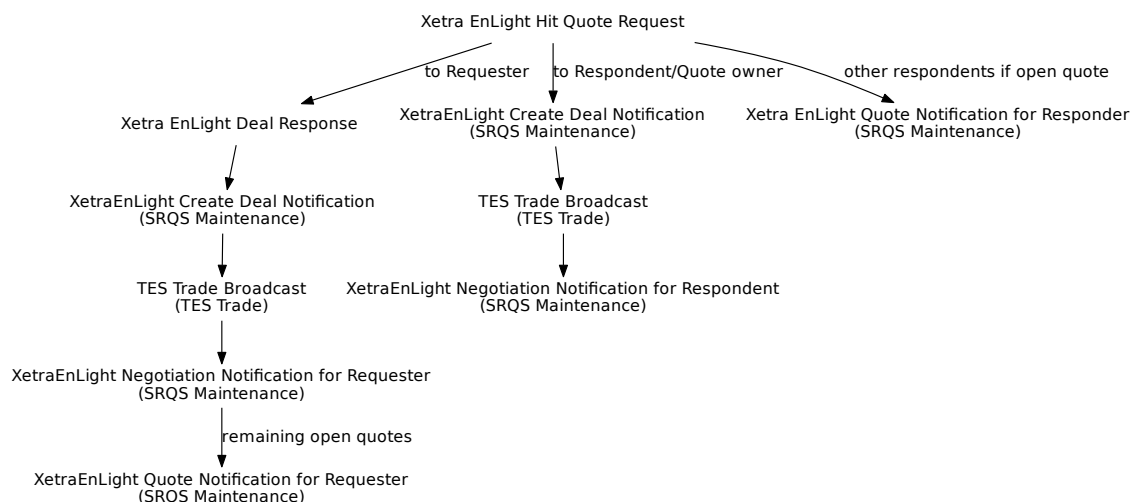 Xetra EnLight Hit Quote Request
to Requester
to Respondent/Quote owner
other respondents if open quote
Xetra EnLight Deal Response
XetraEnLight Create Deal Notification
(SRQS Maintenance)
Xetra EnLight Quote Notification for Responder
(SRQS Maintenance)
XetraEnLight Create Deal Notification
(SRQS Maintenance)
TES Trade Broadcast
(TES Trade)
TES Trade Broadcast
(TES Trade)
XetraEnLight Negotiation Notification for Respondent
(SRQS Maintenance)
XetraEnLight Negotiation Notification for Requester
(SRQS Maintenance)
remaining open quotes
XetraEnLight Quote Notification for Requester
(SRQS Maintenance)